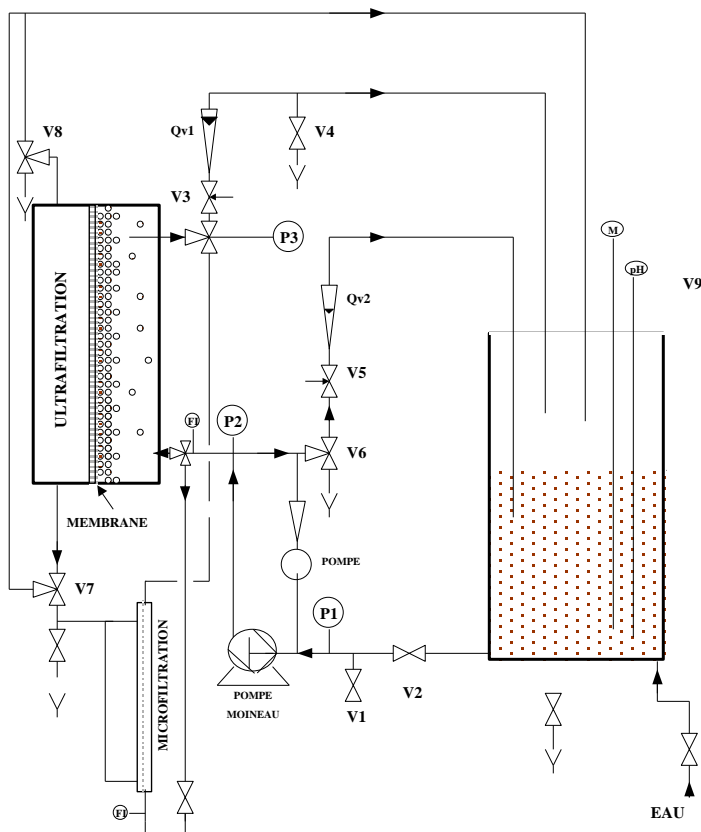 V8
Qv1
V4
V3
P3
M
pH
V9
ULTRAFILTRATION
Qv2
V5
FI
P2
V6
MEMBRANE
POMPE
V7
P1
MICROFILTRATION
POMPE
MOINEAU
V1
V2
FI
EAU